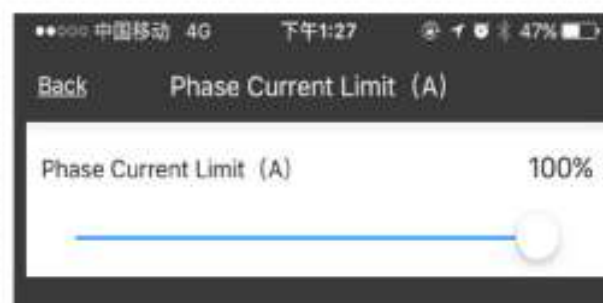 中国移动 4G 下午1:27 47%
Back Phase Current Limit (A)
Phase Current Limit (A) 100%